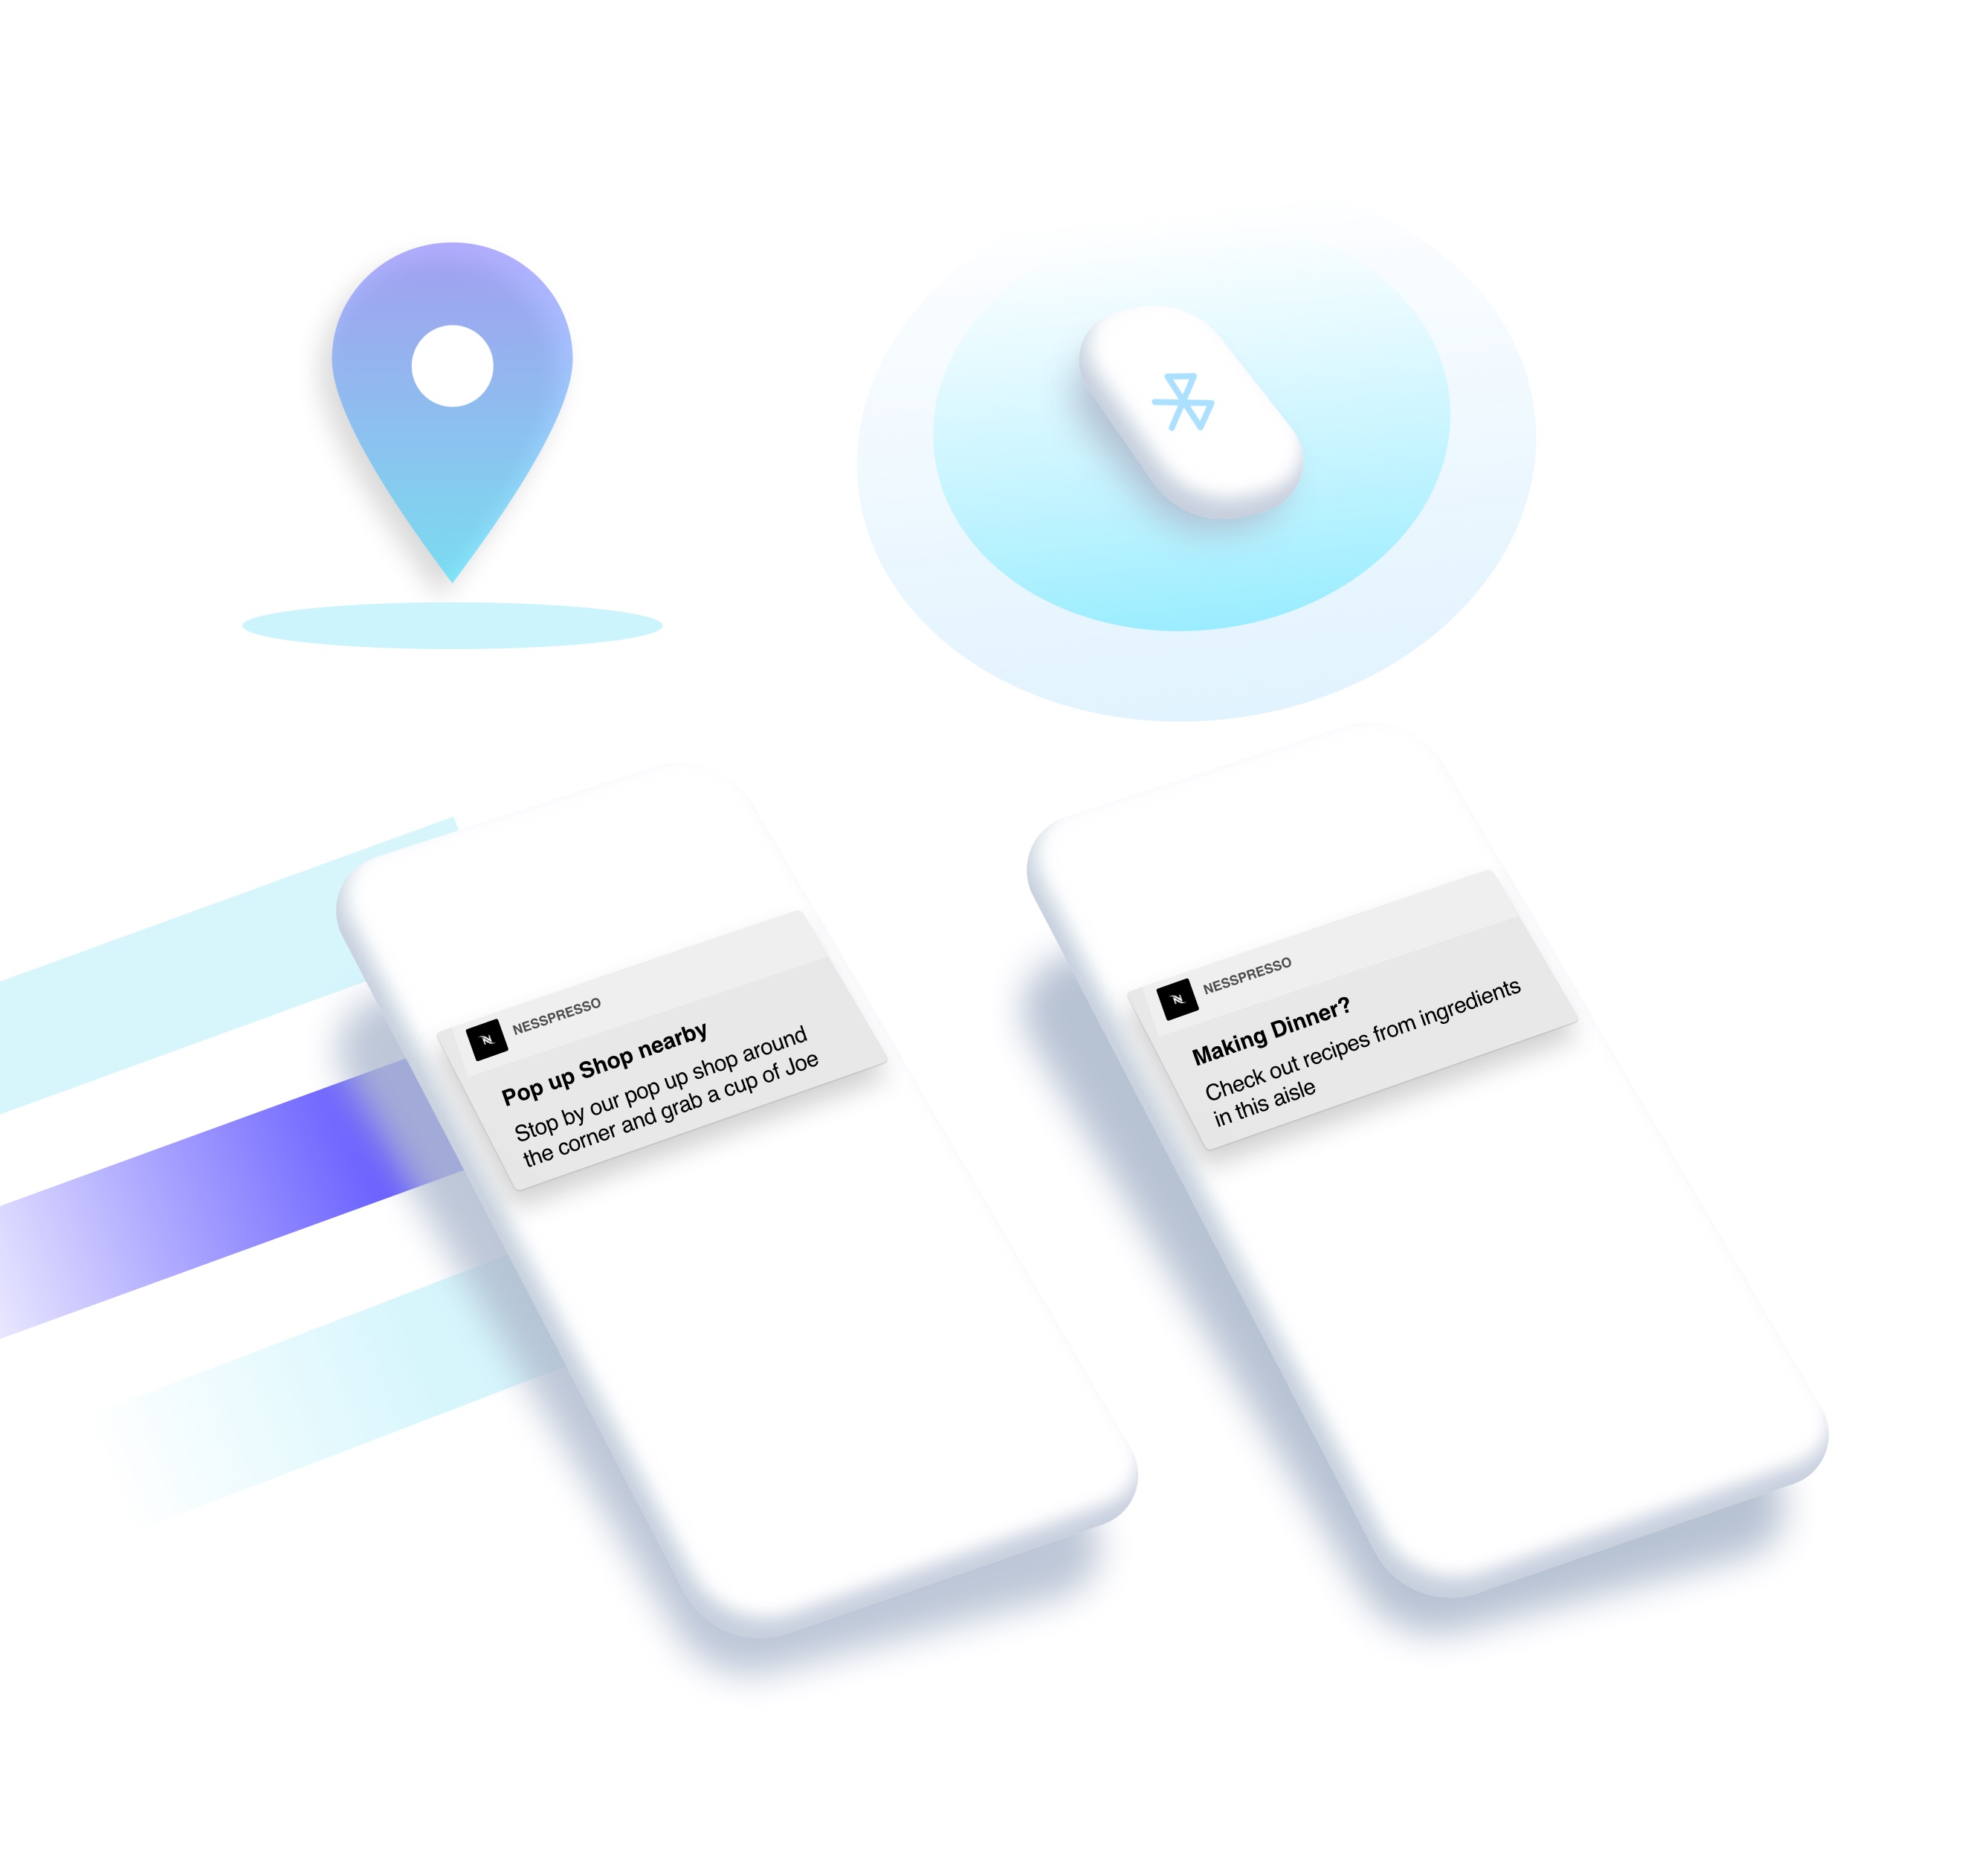 NESSPRESSO
Pop up Shop nearby
Stop by our pop up shop around
the corner and grab a cup of Joe
NESSPRESSO
Making Dinner?
Check out recipes from ingredients
in this aisle